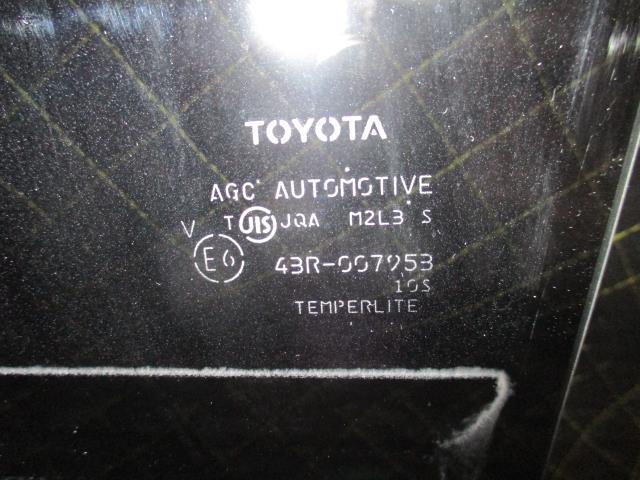 TOYOTA
AGC AUTOMOTIVE
V T JIS JQA M2L3 S
E6 43R-007953
10S
TEMPERLITE